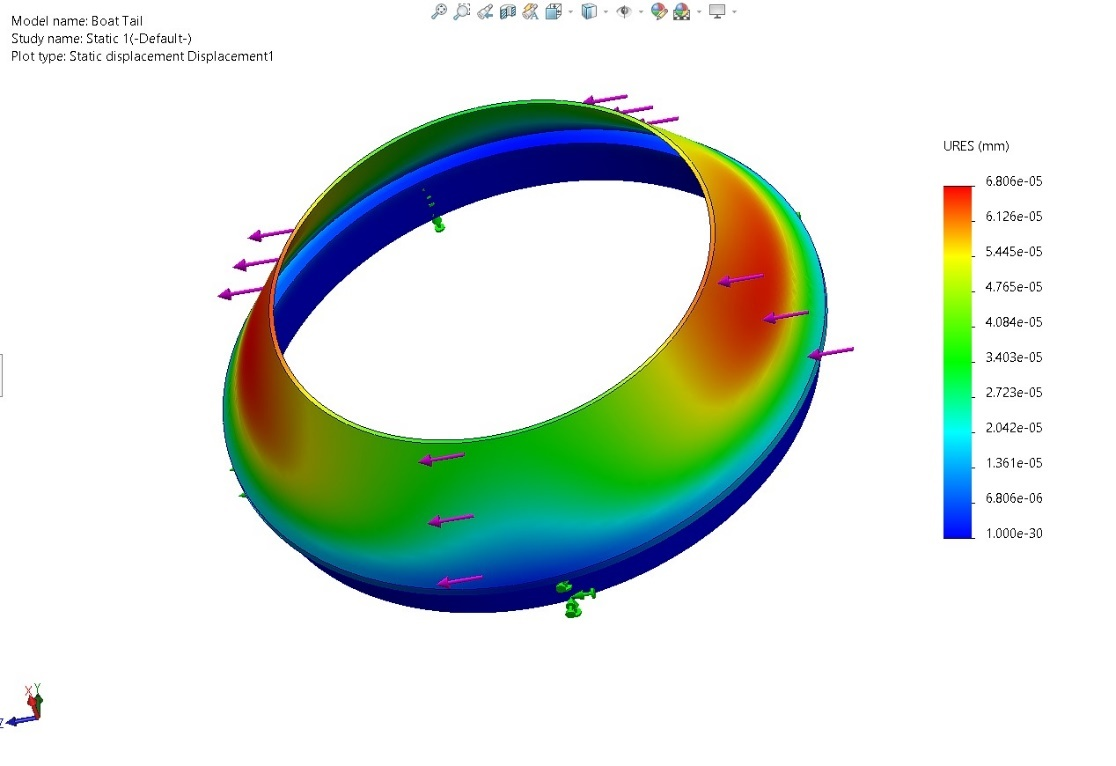 Model name: Boat Tail
Study name: Static 1(-Default-)
Plot type: Static displacement Displacement1
URES (mm)
6.806e-05
6.126e-05
5.445e-05
4.765e-05
4.084e-05
3.403e-05
2.723e-05
2.042e-05
1.361e-05
6.806e-06
1.000e-30
X Y
Z